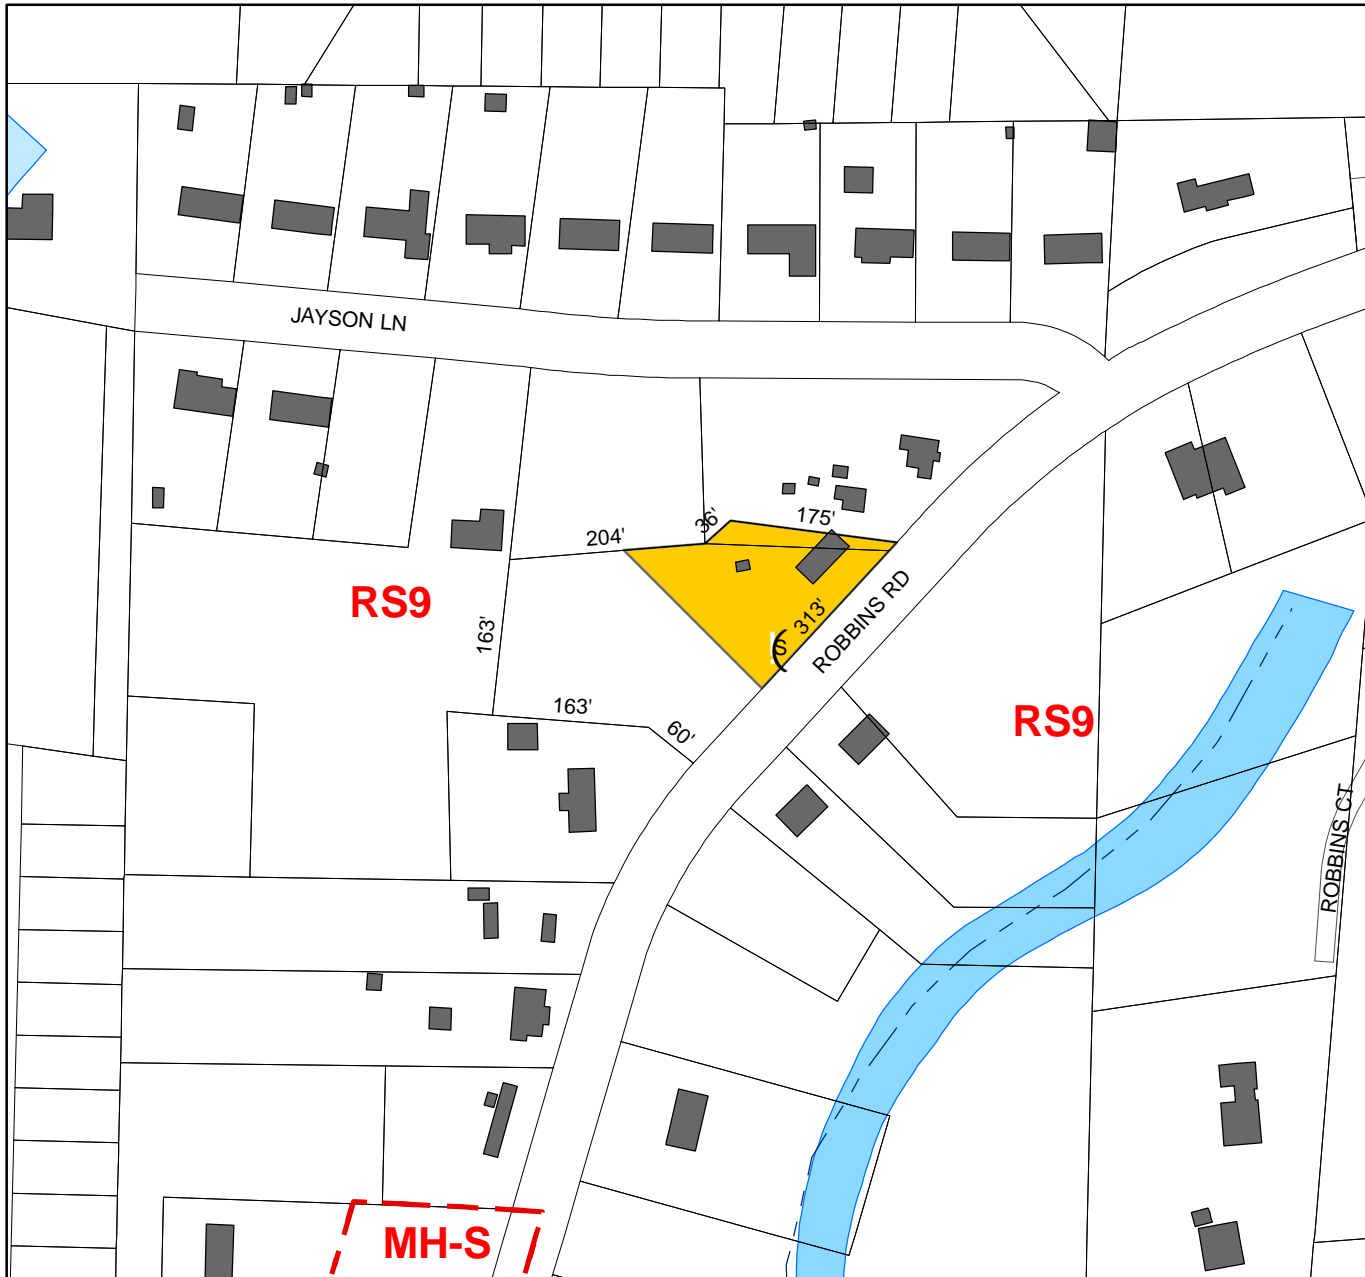 JAYSON LN
36'
175'
204'
RS9
313'
ROBBINS RD
163'
163'
60'
RS9
ROBBINS CT
MH-S